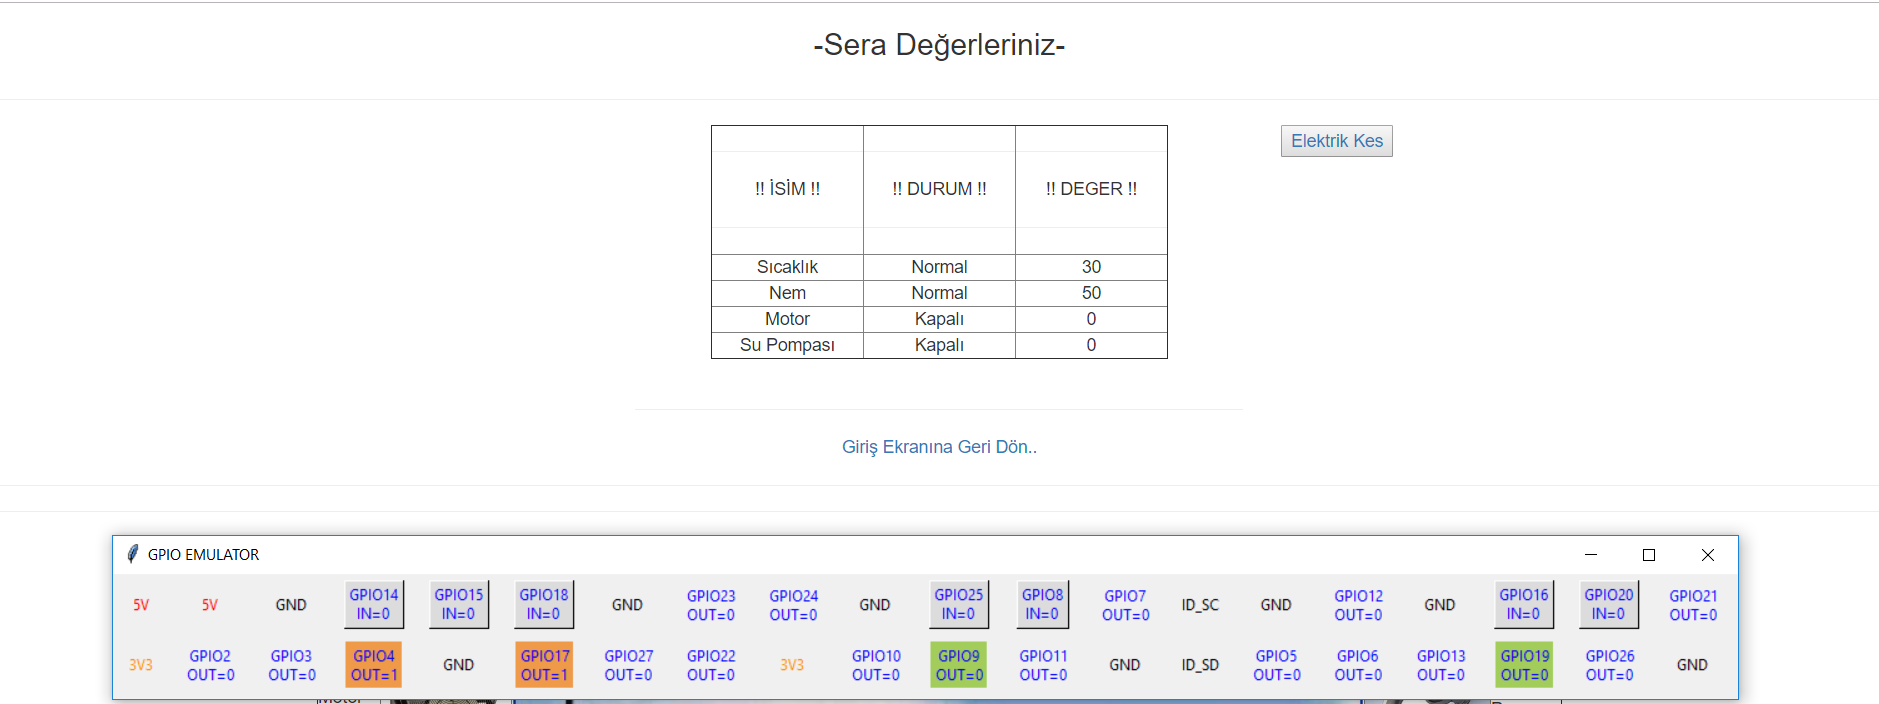 -Sera Değerleriniz-
Elektrik Kes
!! İSİM !! !! DURUM !! !! DEGER !!
Sıcaklık Normal 30
Nem Normal 50
Motor Kapalı 0
Su Pompası Kapalı 0
Giriş Ekranına Geri Dön..
GPIO EMULATOR
5V 5V GND GPIO14 GPIO15 GPIO18 GND GPIO23 GPIO24 GND GPIO25 GPIO8 GPIO7 ID_SC GND GPIO12 GND GPIO16 GPIO20 GPIO21
IN=0 IN=0 IN=0 OUT=0 OUT=0 IN=0 IN=0 OUT=0 OUT=0 IN=0 IN=0 OUT=0
3V3 GPIO2 GPIO3 GPIO4 GND GPIO17 GPIO27 GPIO22 3V3 GPIO10 GPIO9 GPIO11 GND ID_SD GPIO5 GPIO6 GPIO13 GPIO19 GPIO26 GND
OUT=0 OUT=0 OUT=1 OUT=1 OUT=0 OUT=0 OUT=0 OUT=0 OUT=0 OUT=0 OUT=0 OUT=0 OUT=0 OUT=0
Motor